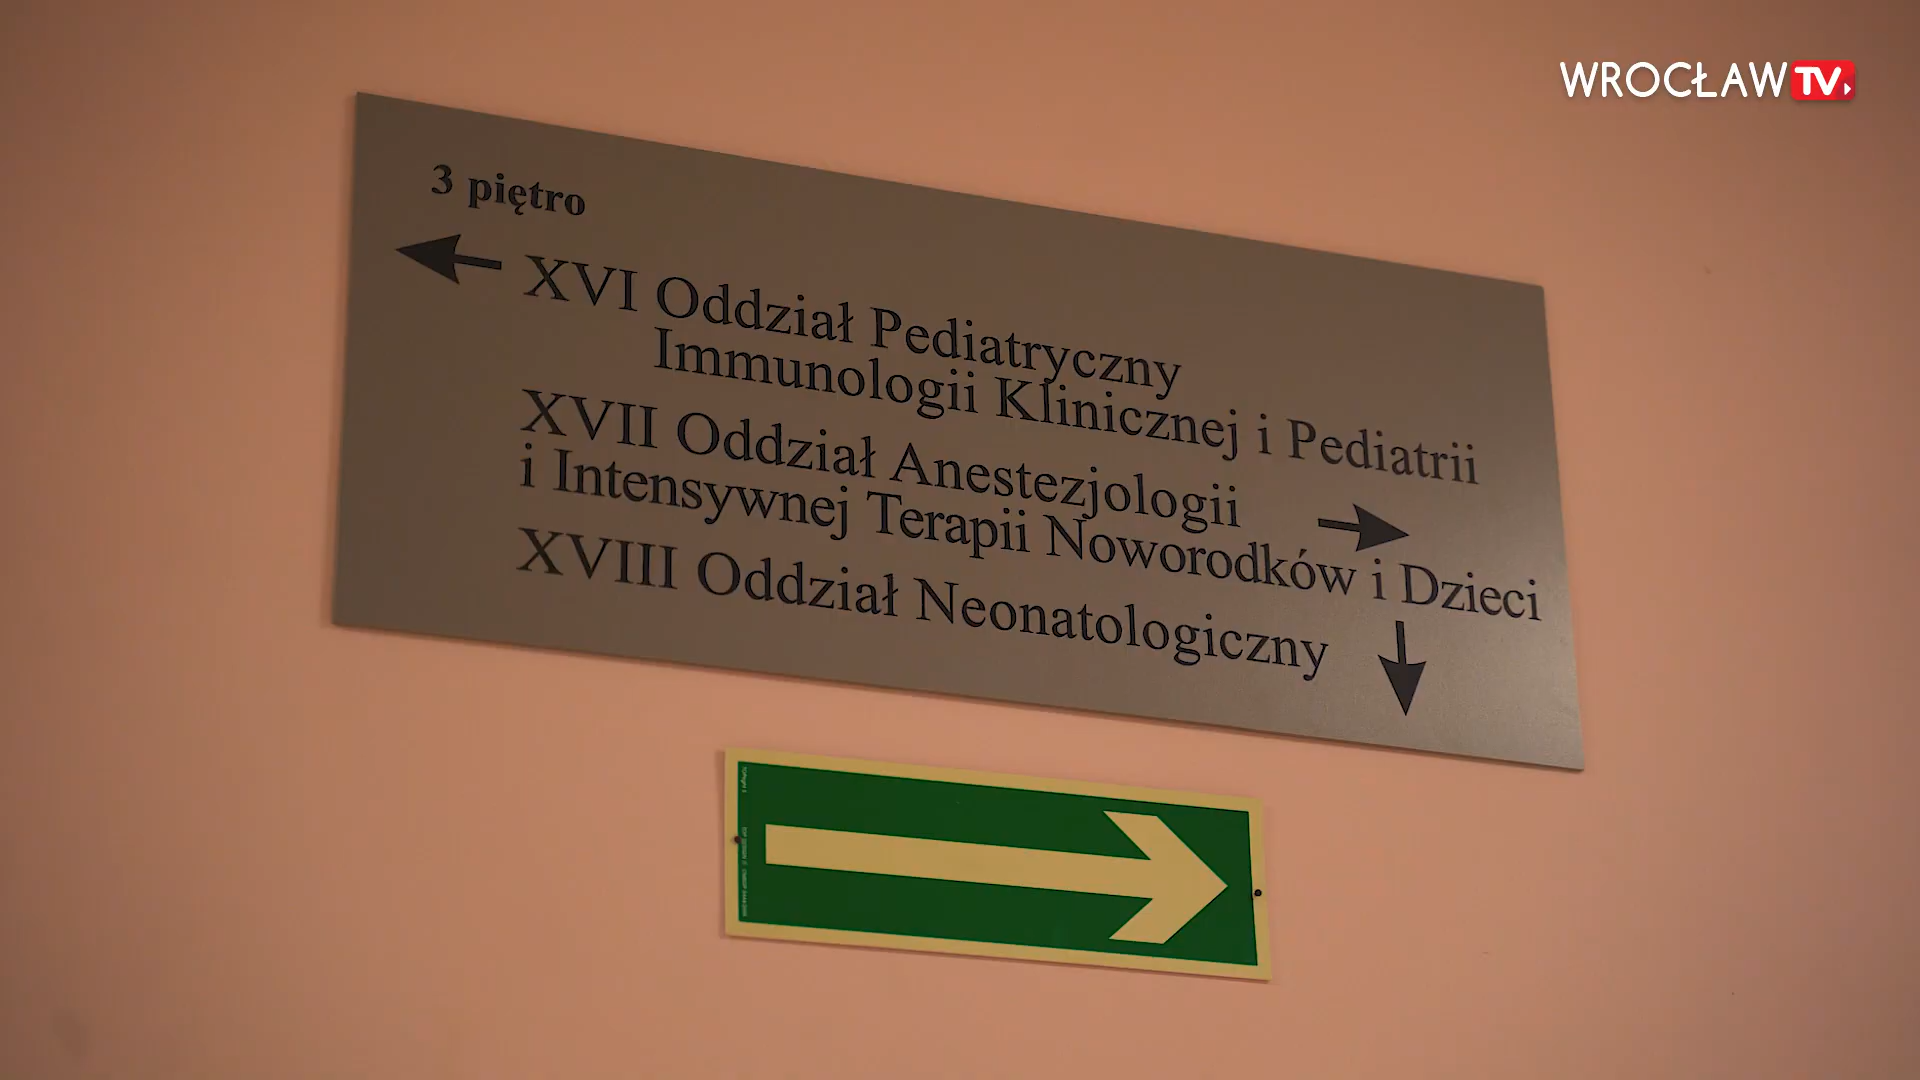 WROCŁAW TV
3 piętro
XVI Oddział Pediatryczny
Immunologii Klinicznej i Pediatrii
XVII Oddział Anestezjologii
i Intensywnej Terapii Noworodków i Dzieci
XVIII Oddział Neonatologiczny